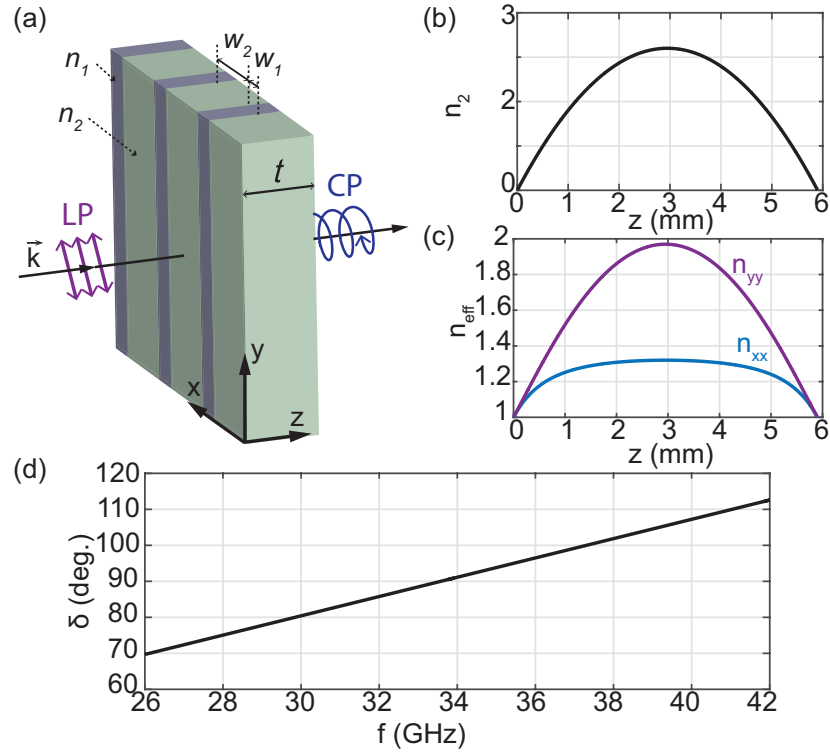 (a)
n1
n2
w2
w1
t
LP
CP
k
x
y
z
(b)
3
2
0
n2
0 1 2 3 4 5 6
z (mm)
(c)
2
1.8
1.6
1.4
1.2
1
neff
nyy
nxx
0 1 2 3 4 5 6
z (mm)
(d)
120
110
100
90
80
70
60
δ (deg.)
26 28 30 32 34 36 38 40 42
f (GHz)